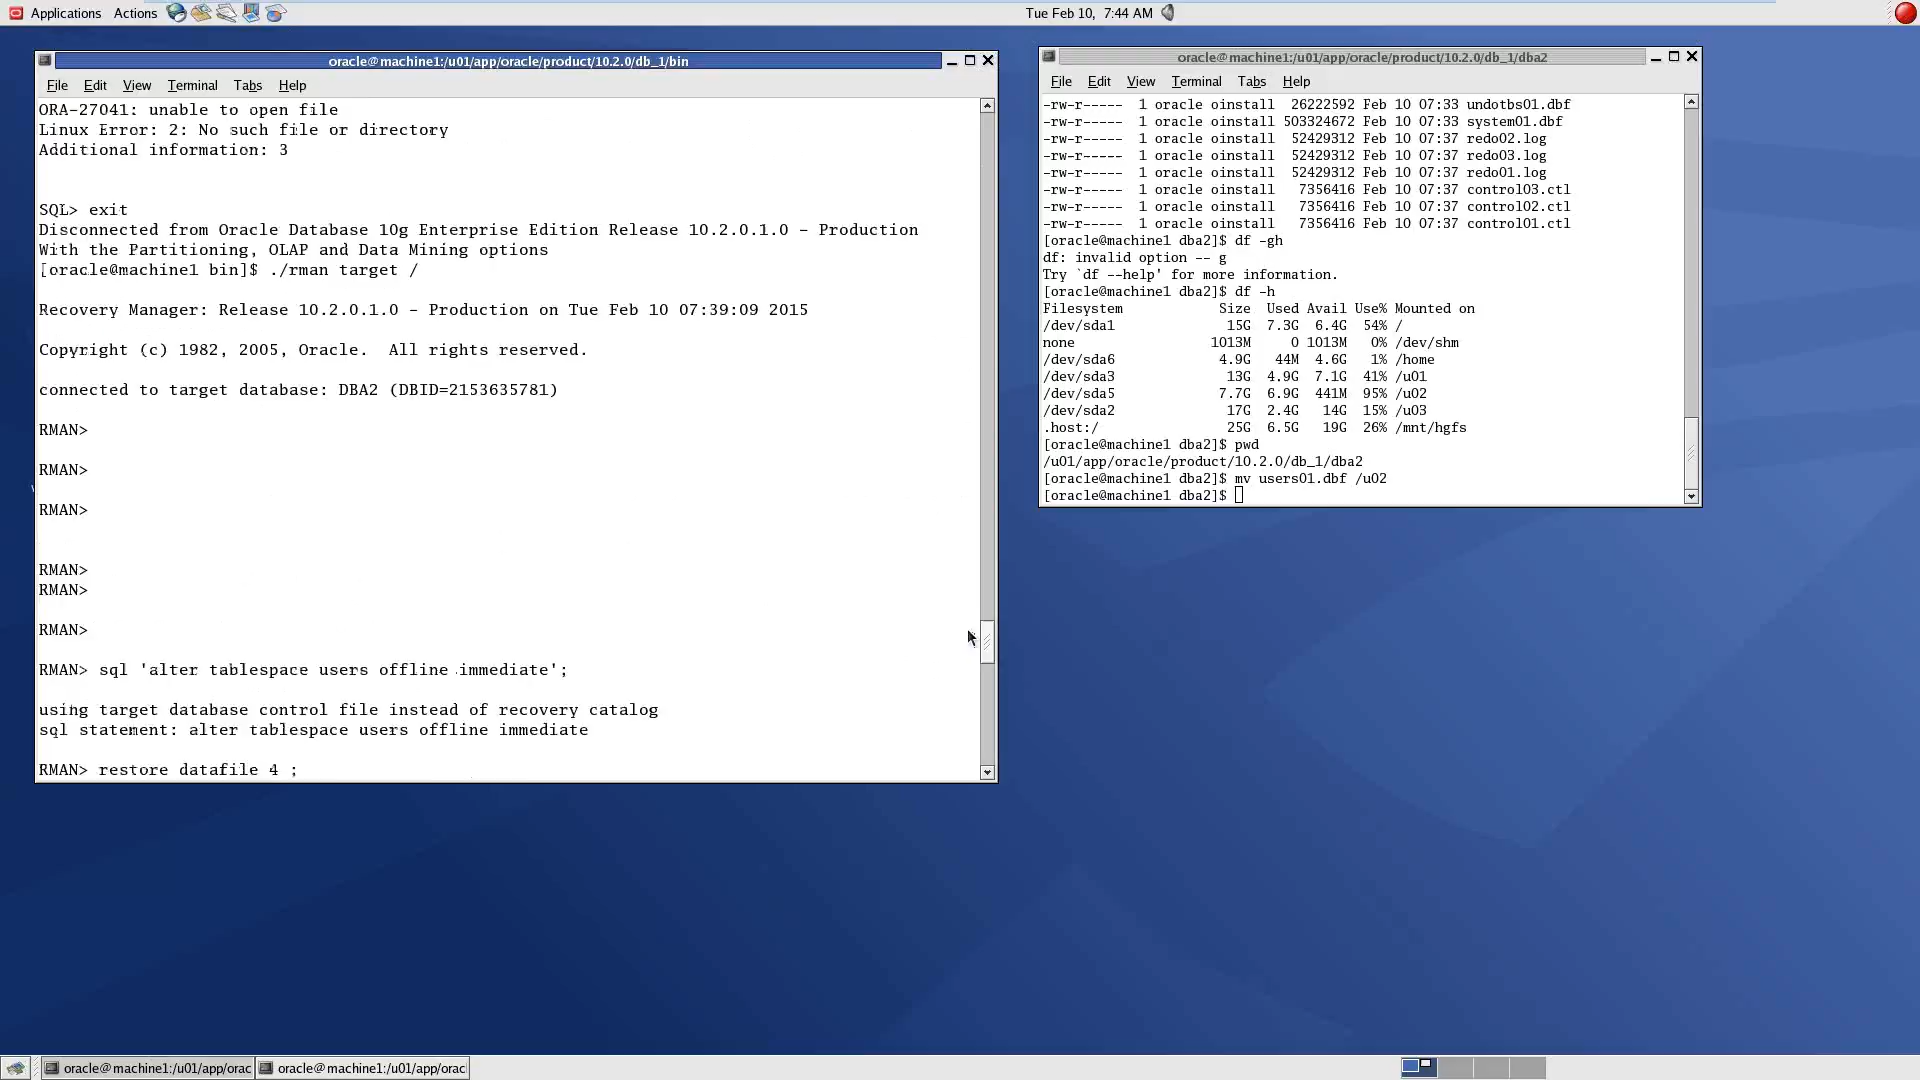 Applications Actions Tue Feb 10, 7:44 AM
oracle@machine1:/u01/app/oracle/product/10.2.0/db_1/bin
File Edit View Terminal Tabs Help
ORA-27041: unable to open file
Linux Error: 2: No such file or directory
Additional information: 3
SQL> exit
Disconnected from Oracle Database 10g Enterprise Edition Release 10.2.0.1.0 - Production
With the Partitioning, OLAP and Data Mining options
[oracle@machine1 bin]$ ./rman target /
Recovery Manager: Release 10.2.0.1.0 - Production on Tue Feb 10 07:39:09 2015
Copyright (c) 1982, 2005, Oracle.  All rights reserved.
connected to target database: DBA2 (DBID=2153635781)
RMAN>
RMAN>
RMAN>
RMAN>
RMAN>
RMAN>
RMAN> sql 'alter tablespace users offline immediate';
using target database control file instead of recovery catalog
sql statement: alter tablespace users offline immediate
RMAN> restore datafile 4 ;
oracle@machine1:/u01/app/oracle/product/10.2.0/db_1/dba2
File Edit View Terminal Tabs Help
-rw-r-----  1 oracle oinstall  26222592 Feb 10 07:33 undotbs01.dbf
-rw-r-----  1 oracle oinstall 503324672 Feb 10 07:33 system01.dbf
-rw-r-----  1 oracle oinstall  52429312 Feb 10 07:37 redo02.log
-rw-r-----  1 oracle oinstall  52429312 Feb 10 07:37 redo03.log
-rw-r-----  1 oracle oinstall  52429312 Feb 10 07:37 redo01.log
-rw-r-----  1 oracle oinstall   7356416 Feb 10 07:37 control03.ctl
-rw-r-----  1 oracle oinstall   7356416 Feb 10 07:37 control02.ctl
-rw-r-----  1 oracle oinstall   7356416 Feb 10 07:37 control01.ctl
[oracle@machine1 dba2]$ df -gh
df: invalid option -- g
Try `df --help' for more information.
[oracle@machine1 dba2]$ df -h
Filesystem            Size  Used Avail Use% Mounted on
/dev/sda1              15G  7.3G  6.4G  54% /
none                 1013M     0 1013M   0% /dev/shm
/dev/sda6             4.9G   44M  4.6G   1% /home
/dev/sda3              13G  4.9G  7.1G  41% /u01
/dev/sda5             7.7G  6.9G  441M  95% /u02
/dev/sda2              17G  2.4G   14G  15% /u03
.host:/                25G  6.5G   19G  26% /mnt/hgfs
[oracle@machine1 dba2]$ pwd
/u01/app/oracle/product/10.2.0/db_1/dba2
[oracle@machine1 dba2]$ mv users01.dbf /u02
[oracle@machine1 dba2]$
oracle@machine1:/u01/app/orac oracle@machine1:/u01/app/orac